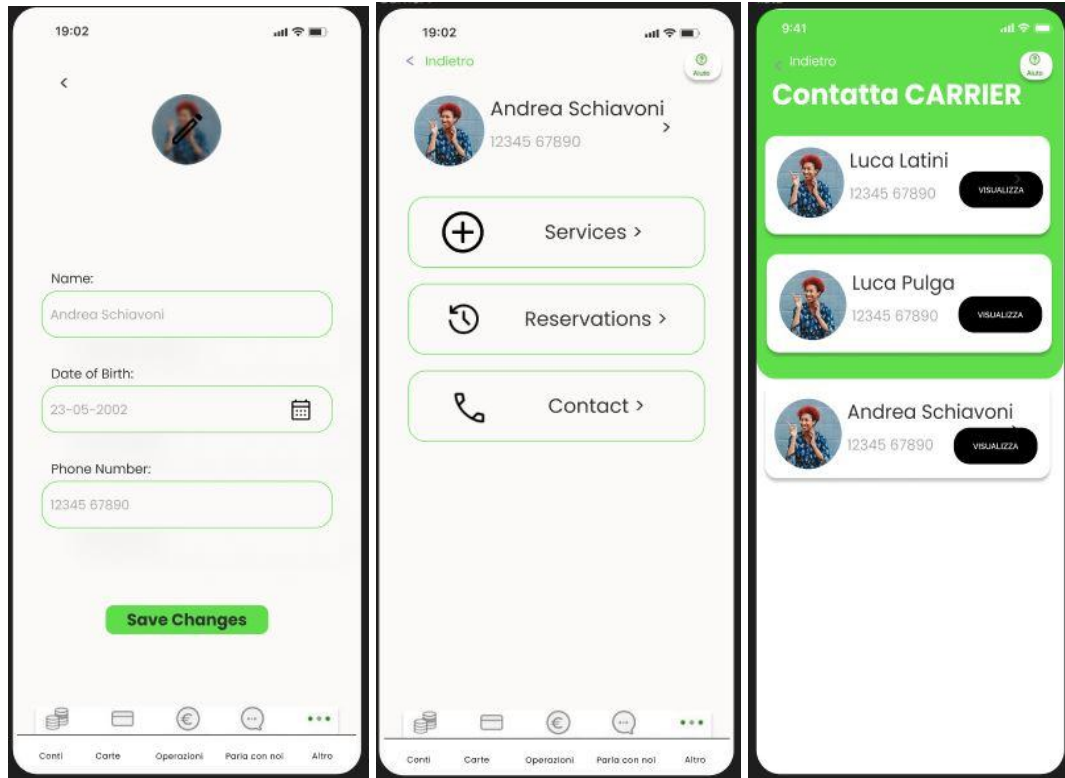 19:02
<
Name:
Andrea Schiavoni
Date of Birth:
23-05-2002
Phone Number:
12345 67890
Save Changes
Conti Carte Operazioni Parla con noi Altro
19:02
< Indietro
Aiuto
Andrea Schiavoni
>
12345 67890
Services >
Reservations >
Contact >
Conti Carte Operazioni Parla con noi Altro
9:41
< Indietro
Aiuto
Contatta CARRIER
Luca Latini
12345 67890
VISUALIZZA
Luca Pulga
12345 67890
VISUALIZZA
Andrea Schiavoni
12345 67890
VISUALIZZA